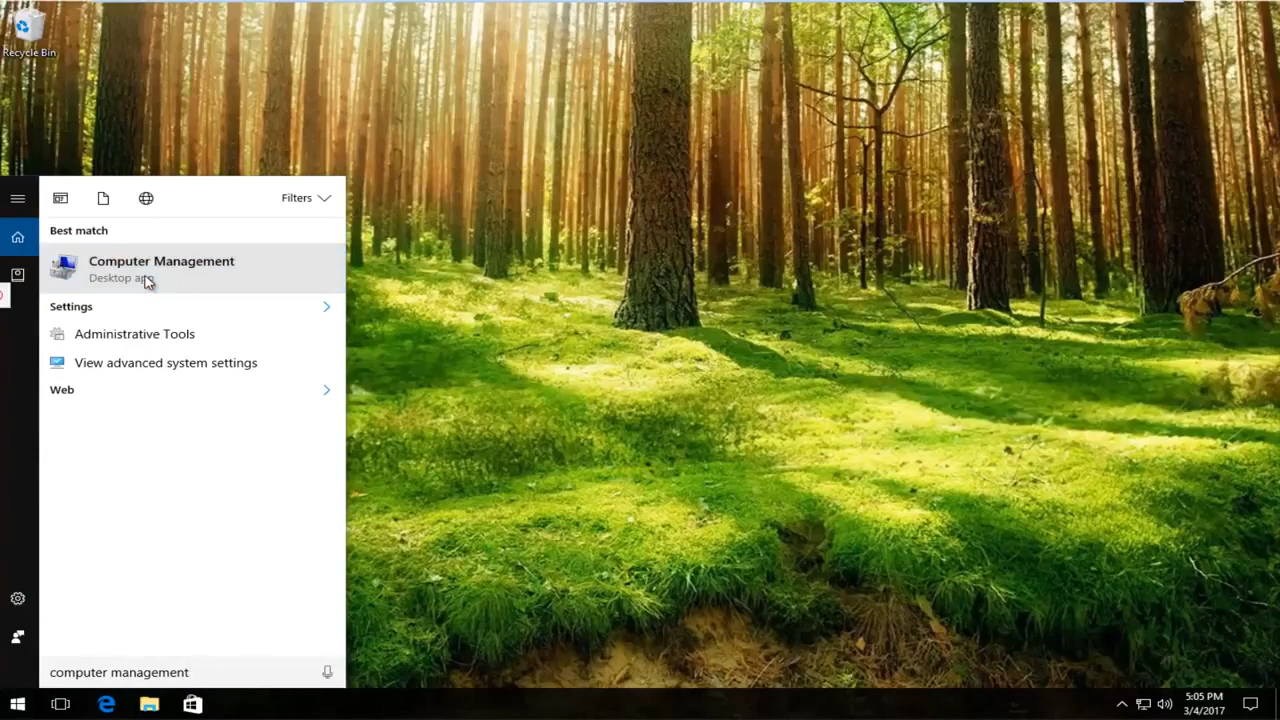 Recycle Bin
Filters
Best match
Computer Management
Desktop app
Settings
Administrative Tools
View advanced system settings
Web
computer management
5:05 PM
3/4/2017